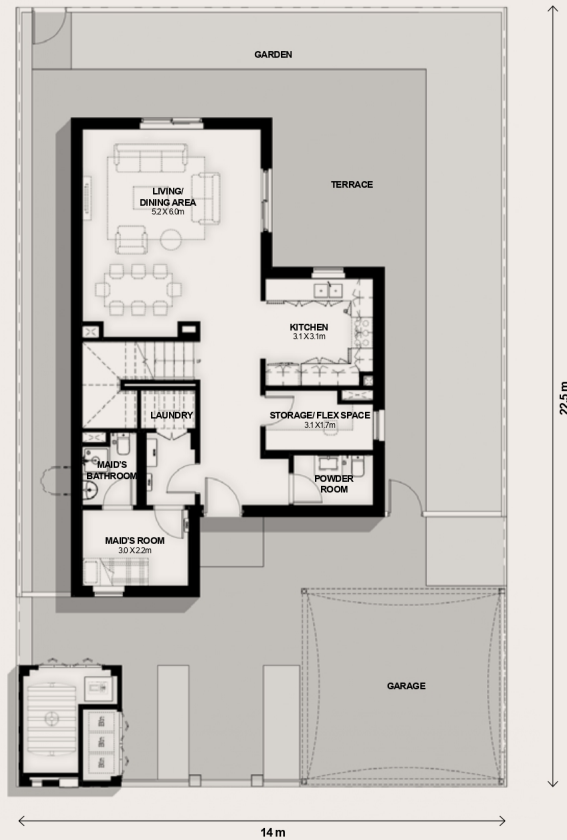 GARDEN
TERRACE
LIVING/
DINING AREA
5.2 X 6.0m
KITCHEN
3.1 X 3.1m
22.5 m
LAUNDRY
STORAGE/ FLEX SPACE
3.1 X 1.7m
MAID'S
BATHROOM
POWDER
ROOM
MAID'S ROOM
3.0 X 2.2m
GARAGE
14 m